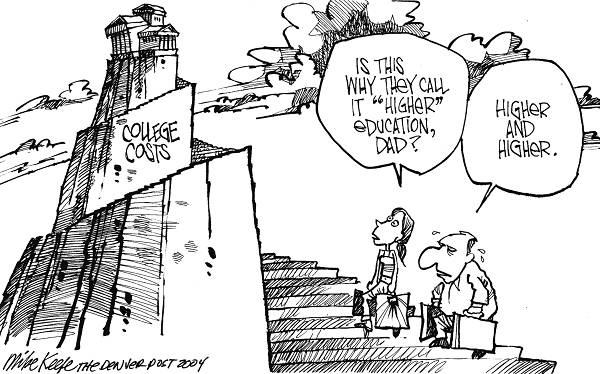 IS THIS
WHY THEY CALL
IT "HIGHER"
EDUCATION,
DAD?
HIGHER
AND
HIGHER.
COLLEGE
COSTS
Mike Keefe THE DENVER POST 2004